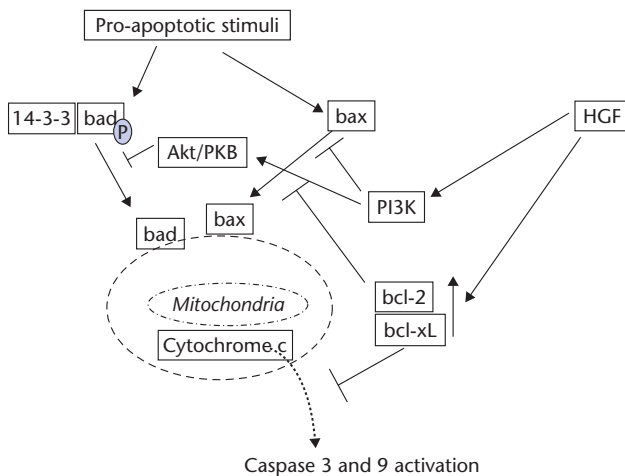 Pro-apoptotic stimuli
14-3-3 bad
P
bax
HGF
Akt/PKB
PI3K
bad
bax
bcl-2
bcl-xL
Mitochondria
Cytochrome c
Caspase 3 and 9 activation